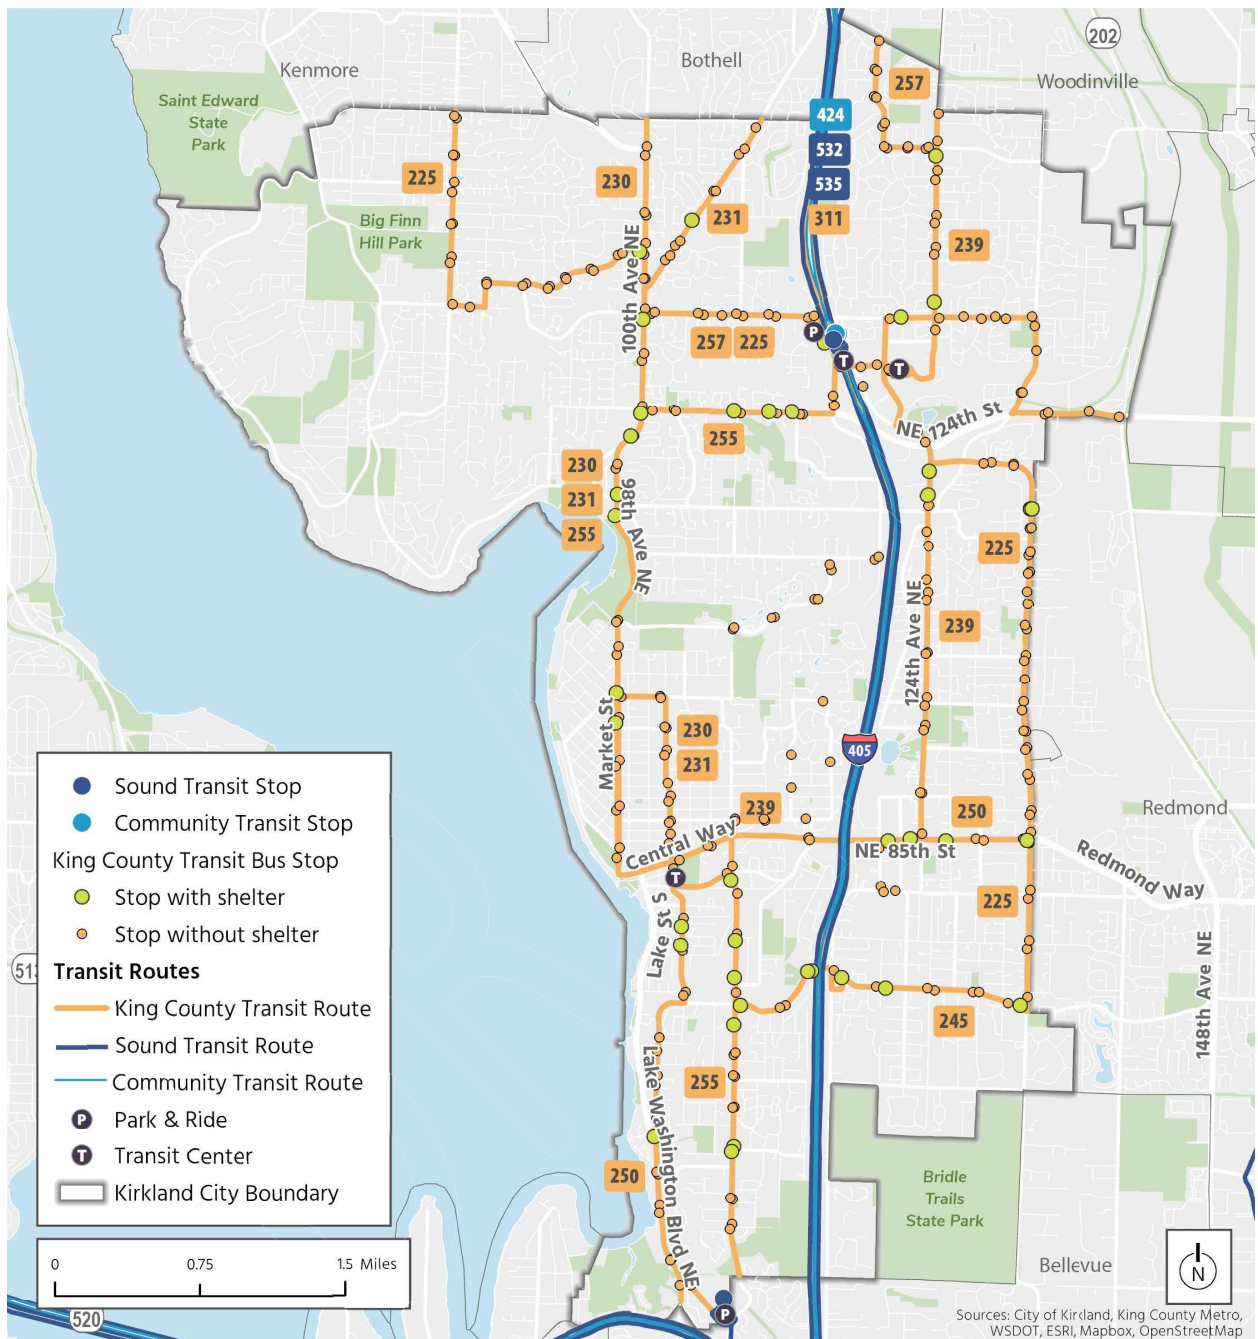 202
Kenmore
Bothell
Woodinville
Saint Edward
State
Park
257
424
532
535
311
225
230
231
239
Big Finn
Hill Park
100th Ave NE
257
225
P
T
T
NE 124th St
255
230
231
255
98th Ave NE
225
124th Ave NE
239
Market St
230
231
405
239
250
Redmond
Central Way
NE 85th St
Redmond Way
T
225
Lake St S
148th Ave NE
245
Lake Washington Blvd NE
255
250
Bridle
Trails
State Park
Bellevue
P
513
520
Sound Transit Stop
Community Transit Stop
King County Transit Bus Stop
Stop with shelter
Stop without shelter
Transit Routes
King County Transit Route
Sound Transit Route
Community Transit Route
P Park & Ride
T Transit Center
Kirkland City Boundary
0 0.75 1.5 Miles
N
Sources: City of Kirkland, King County Metro,
WSDOT, ESRI, Mapbox, OpenStreetMap